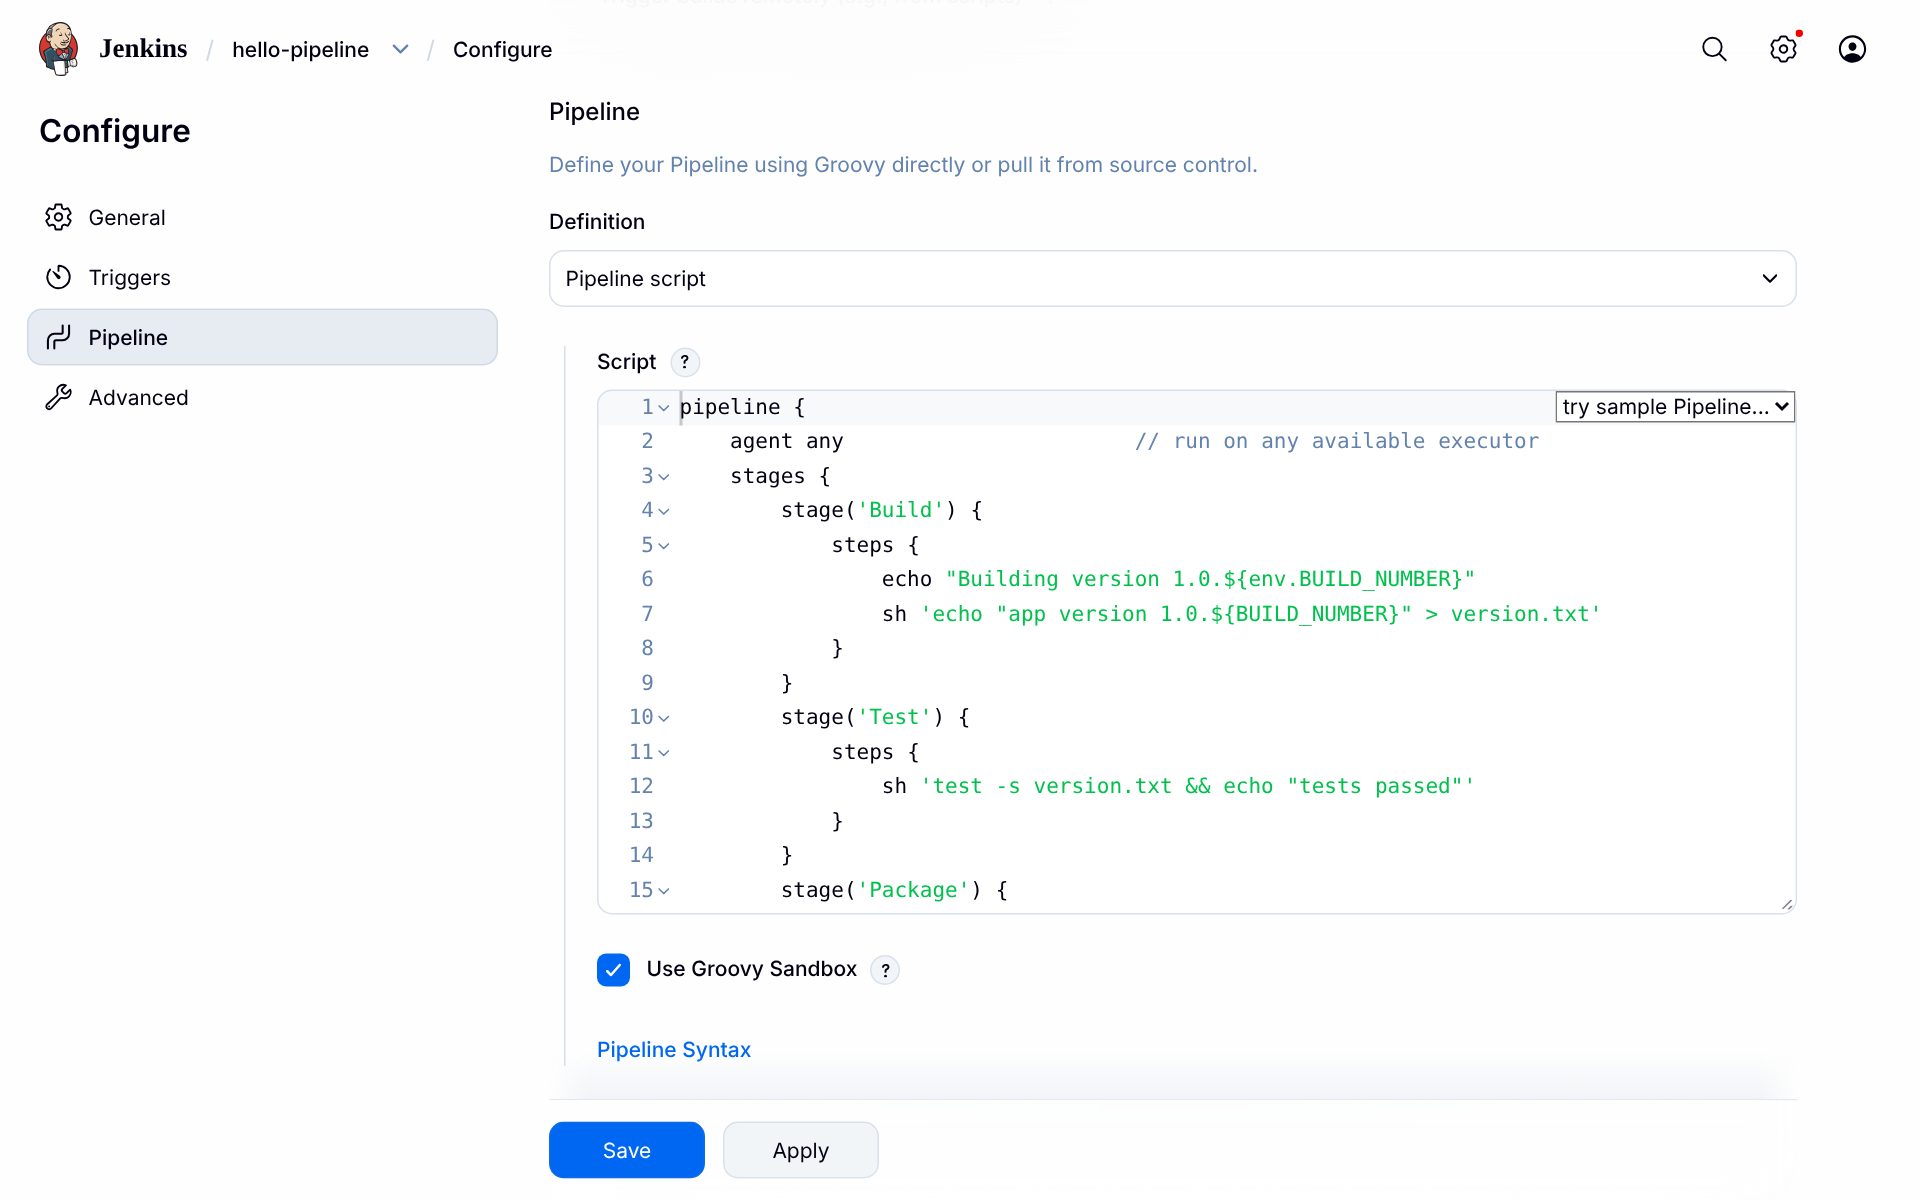 Jenkins / hello-pipeline / Configure
Configure
General
Triggers
Pipeline
Advanced
Pipeline
Define your Pipeline using Groovy directly or pull it from source control.
Definition
Pipeline script
Script ?
try sample Pipeline...
1 pipeline {
2     agent any                       // run on any available executor
3     stages {
4         stage('Build') {
5             steps {
6                 echo "Building version 1.0.${env.BUILD_NUMBER}"
7                 sh 'echo "app version 1.0.${BUILD_NUMBER}" > version.txt'
8             }
9         }
10         stage('Test') {
11             steps {
12                 sh 'test -s version.txt && echo "tests passed"'
13             }
14         }
15         stage('Package') {
Use Groovy Sandbox ?
Pipeline Syntax
Save
Apply